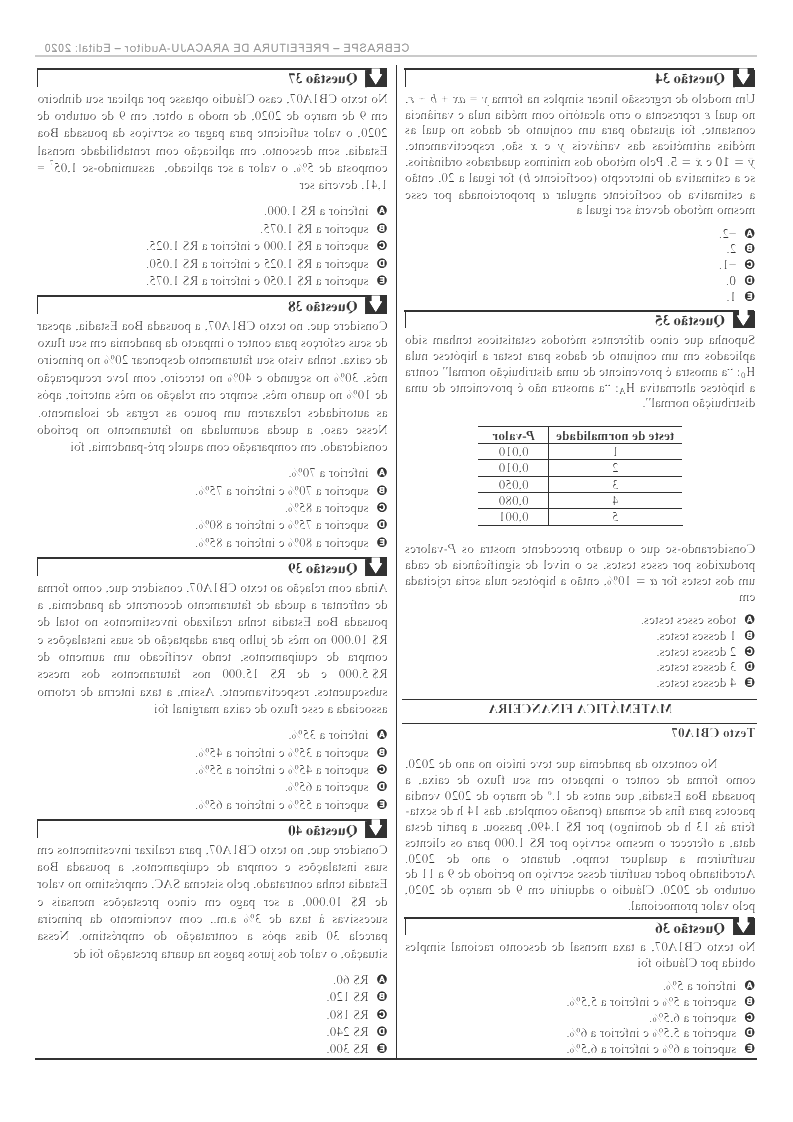 CEBRASPE – PREFEITURA DE ARACAJU-Auditor – Edital: 2020
Questão 34
Um modelo de regressão linear simples na forma y = ax + b + ε,
no qual ε representa o erro aleatório com média nula e variância
constante, foi ajustado para um conjunto de dados no qual as
médias aritméticas das variáveis y e x são, respectivamente,
y = 10 e x = 5. Pelo método dos mínimos quadrados ordinários,
se a estimativa do intercepto (coeficiente b) for igual a 20, então
a estimativa do coeficiente angular a proporcionada por esse
mesmo método deverá ser igual a
A –2.
B 2.
C –1.
D 0.
E 1.
Questão 35
Suponha que cinco diferentes métodos estatísticos tenham sido
aplicados em um conjunto de dados para testar a hipótese nula
H0: “a amostra é proveniente de uma distribuição normal” contra
a hipótese alternativa HA: “a amostra não é proveniente de uma
distribuição normal”.
teste de normalidade P-valor
1 0,010
2 0,010
3 0,050
4 0,080
5 0,001
Considerando-se que o quadro precedente mostra os P-valores
produzidos por esses testes, se o nível de significância de cada
um dos testes for α = 10%, então a hipótese nula seria rejeitada
em
A todos esses testes.
B 1 desses testes.
C 2 desses testes.
D 3 desses testes.
E 4 desses testes.
MATEMÁTICA FINANCEIRA
Texto CB1A07
No contexto da pandemia que teve início no ano de 2020,
como forma de conter o impacto em seu fluxo de caixa, a
pousada Boa Estadia, que antes de 1.º de março de 2020 vendia
pacotes para fins de semana (pensão completa, das 14 h de sexta-
feira às 13 h de domingo) por R$ 1.490, passou, a partir desta
data, a oferecer o mesmo serviço por R$ 1.000 para os clientes
usufruírem a qualquer tempo, durante o ano de 2020.
Acreditando poder usufruir desse serviço no período de 9 a 11 de
outubro de 2020, Cláudio o adquiriu em 9 de março de 2020,
pelo valor promocional.
Questão 36
No texto CB1A07, a taxa mensal de desconto racional simples
obtida por Cláudio foi
A inferior a 5%.
B superior a 5% e inferior a 5,5%.
C superior a 6,5%.
D superior a 5,5% e inferior a 6%.
E superior a 6% e inferior a 6,5%.
Questão 37
No texto CB1A07, caso Cláudio optasse por aplicar seu dinheiro
em 9 de março de 2020, de modo a obter, em 9 de outubro de
2020, o valor suficiente para pagar os serviços da pousada Boa
Estadia, sem desconto, em aplicação com rentabilidade mensal
composta de 5%, o valor a ser aplicado, assumindo-se 1,05⁷ =
1,41, deveria ser
A inferior a R$ 1.000.
B superior a R$ 1.075.
C superior a R$ 1.000 e inferior a R$ 1.025.
D superior a R$ 1.025 e inferior a R$ 1.050.
E superior a R$ 1.050 e inferior a R$ 1.075.
Questão 38
Considere que, no texto CB1A07, a pousada Boa Estadia, apesar
de seus esforços para conter o impacto da pandemia em seu fluxo
de caixa, tenha visto seu faturamento despencar 20% no primeiro
mês, 30% no segundo e 40% no terceiro, com leve recuperação
de 10% no quarto mês, sempre em relação ao mês anterior, após
as autoridades relaxarem um pouco as regras de isolamento.
Nesse caso, a queda acumulada no faturamento no período
considerado, em comparação com aquele pré-pandemia, foi
A inferior a 70%.
B superior a 70% e inferior a 75%.
C superior a 85%.
D superior a 75% e inferior a 80%.
E superior a 80% e inferior a 85%.
Questão 39
Ainda com relação ao texto CB1A07, considere que, como forma
de enfrentar a queda de faturamento decorrente da pandemia, a
pousada Boa Estadia tenha realizado investimentos no total de
R$ 10.000 no mês de julho para adaptação de suas instalações e
compra de equipamentos, tendo verificado um aumento de
R$ 5.000 e de R$ 15.000 nos faturamentos dos meses
subsequentes, respectivamente. Assim, a taxa interna de retorno
associada a esse fluxo de caixa marginal foi
A inferior a 35%.
B superior a 35% e inferior a 45%.
C superior a 45% e inferior a 55%.
D superior a 65%.
E superior a 55% e inferior a 65%.
Questão 40
Considere que, no texto CB1A07, para realizar investimentos em
suas instalações e compra de equipamentos, a pousada Boa
Estadia tenha contratado, pelo sistema SAC, empréstimo no valor
de R$ 10.000, a ser pago em cinco prestações mensais e
sucessivas à taxa de 3% a.m., com vencimento da primeira
parcela 30 dias após a contratação do empréstimo. Nessa
situação, o valor dos juros pagos na quarta prestação foi de
A R$ 60.
B R$ 120.
C R$ 180.
D R$ 240.
E R$ 300.